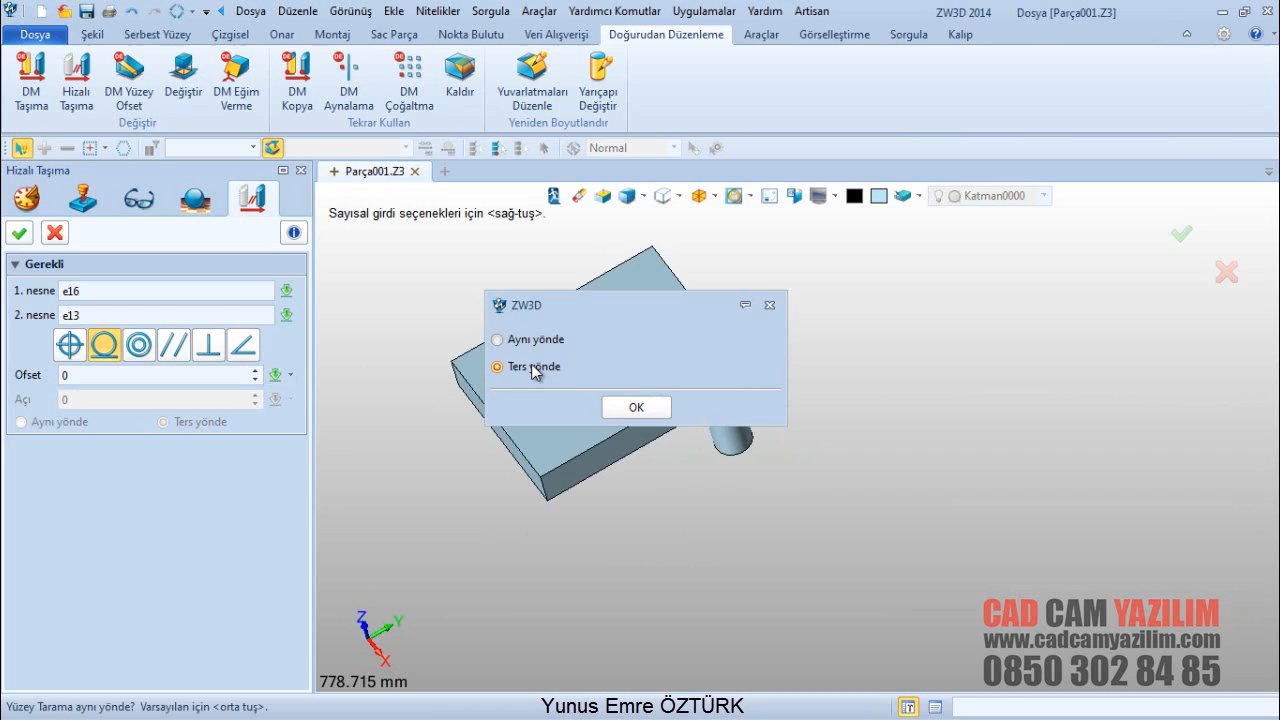 Dosya Düzenle Görünüş Ekle Nitelikler Sorgula Araçlar Yardımcı Komutlar Uygulamalar Yardım Artisan ZW3D 2014 Dosya [Parça001.Z3]
Dosya Şekil Serbest Yüzey Çizgisel Onar Montaj Sac Parça Nokta Bulutu Veri Alışverişi Doğurudan Düzenleme Araçlar Görselleştirme Sorgula Kalıp
DM Taşıma
Hizalı Taşıma
DM Yüzey Ofset
Değiştir
DM Eğim Verme
DM Kopya
DM Aynalama
DM Çoğaltma
Kaldır
Yuvarlatmaları Düzenle
Yarıçapı Değiştir
Değiştir Tekrar Kullan Yeniden Boyutlandır
Normal
Hizalı Taşıma
Parça001.Z3
Katman0000
Sayısal girdi seçenekleri için <sağ-tuş>.
Gerekli
1. nesne e16
2. nesne e13
Ofset 0
Açı 0
Aynı yönde Ters yönde
ZW3D
Aynı yönde
Ters yönde
OK
Z
Y
X
778.715 mm
CAD CAM YAZILIM
www.cadcamyazilim.com
0850 302 84 85
Yüzey Tarama aynı yönde? Varsayılan için <orta tuş>.
Yunus Emre ÖZTÜRK